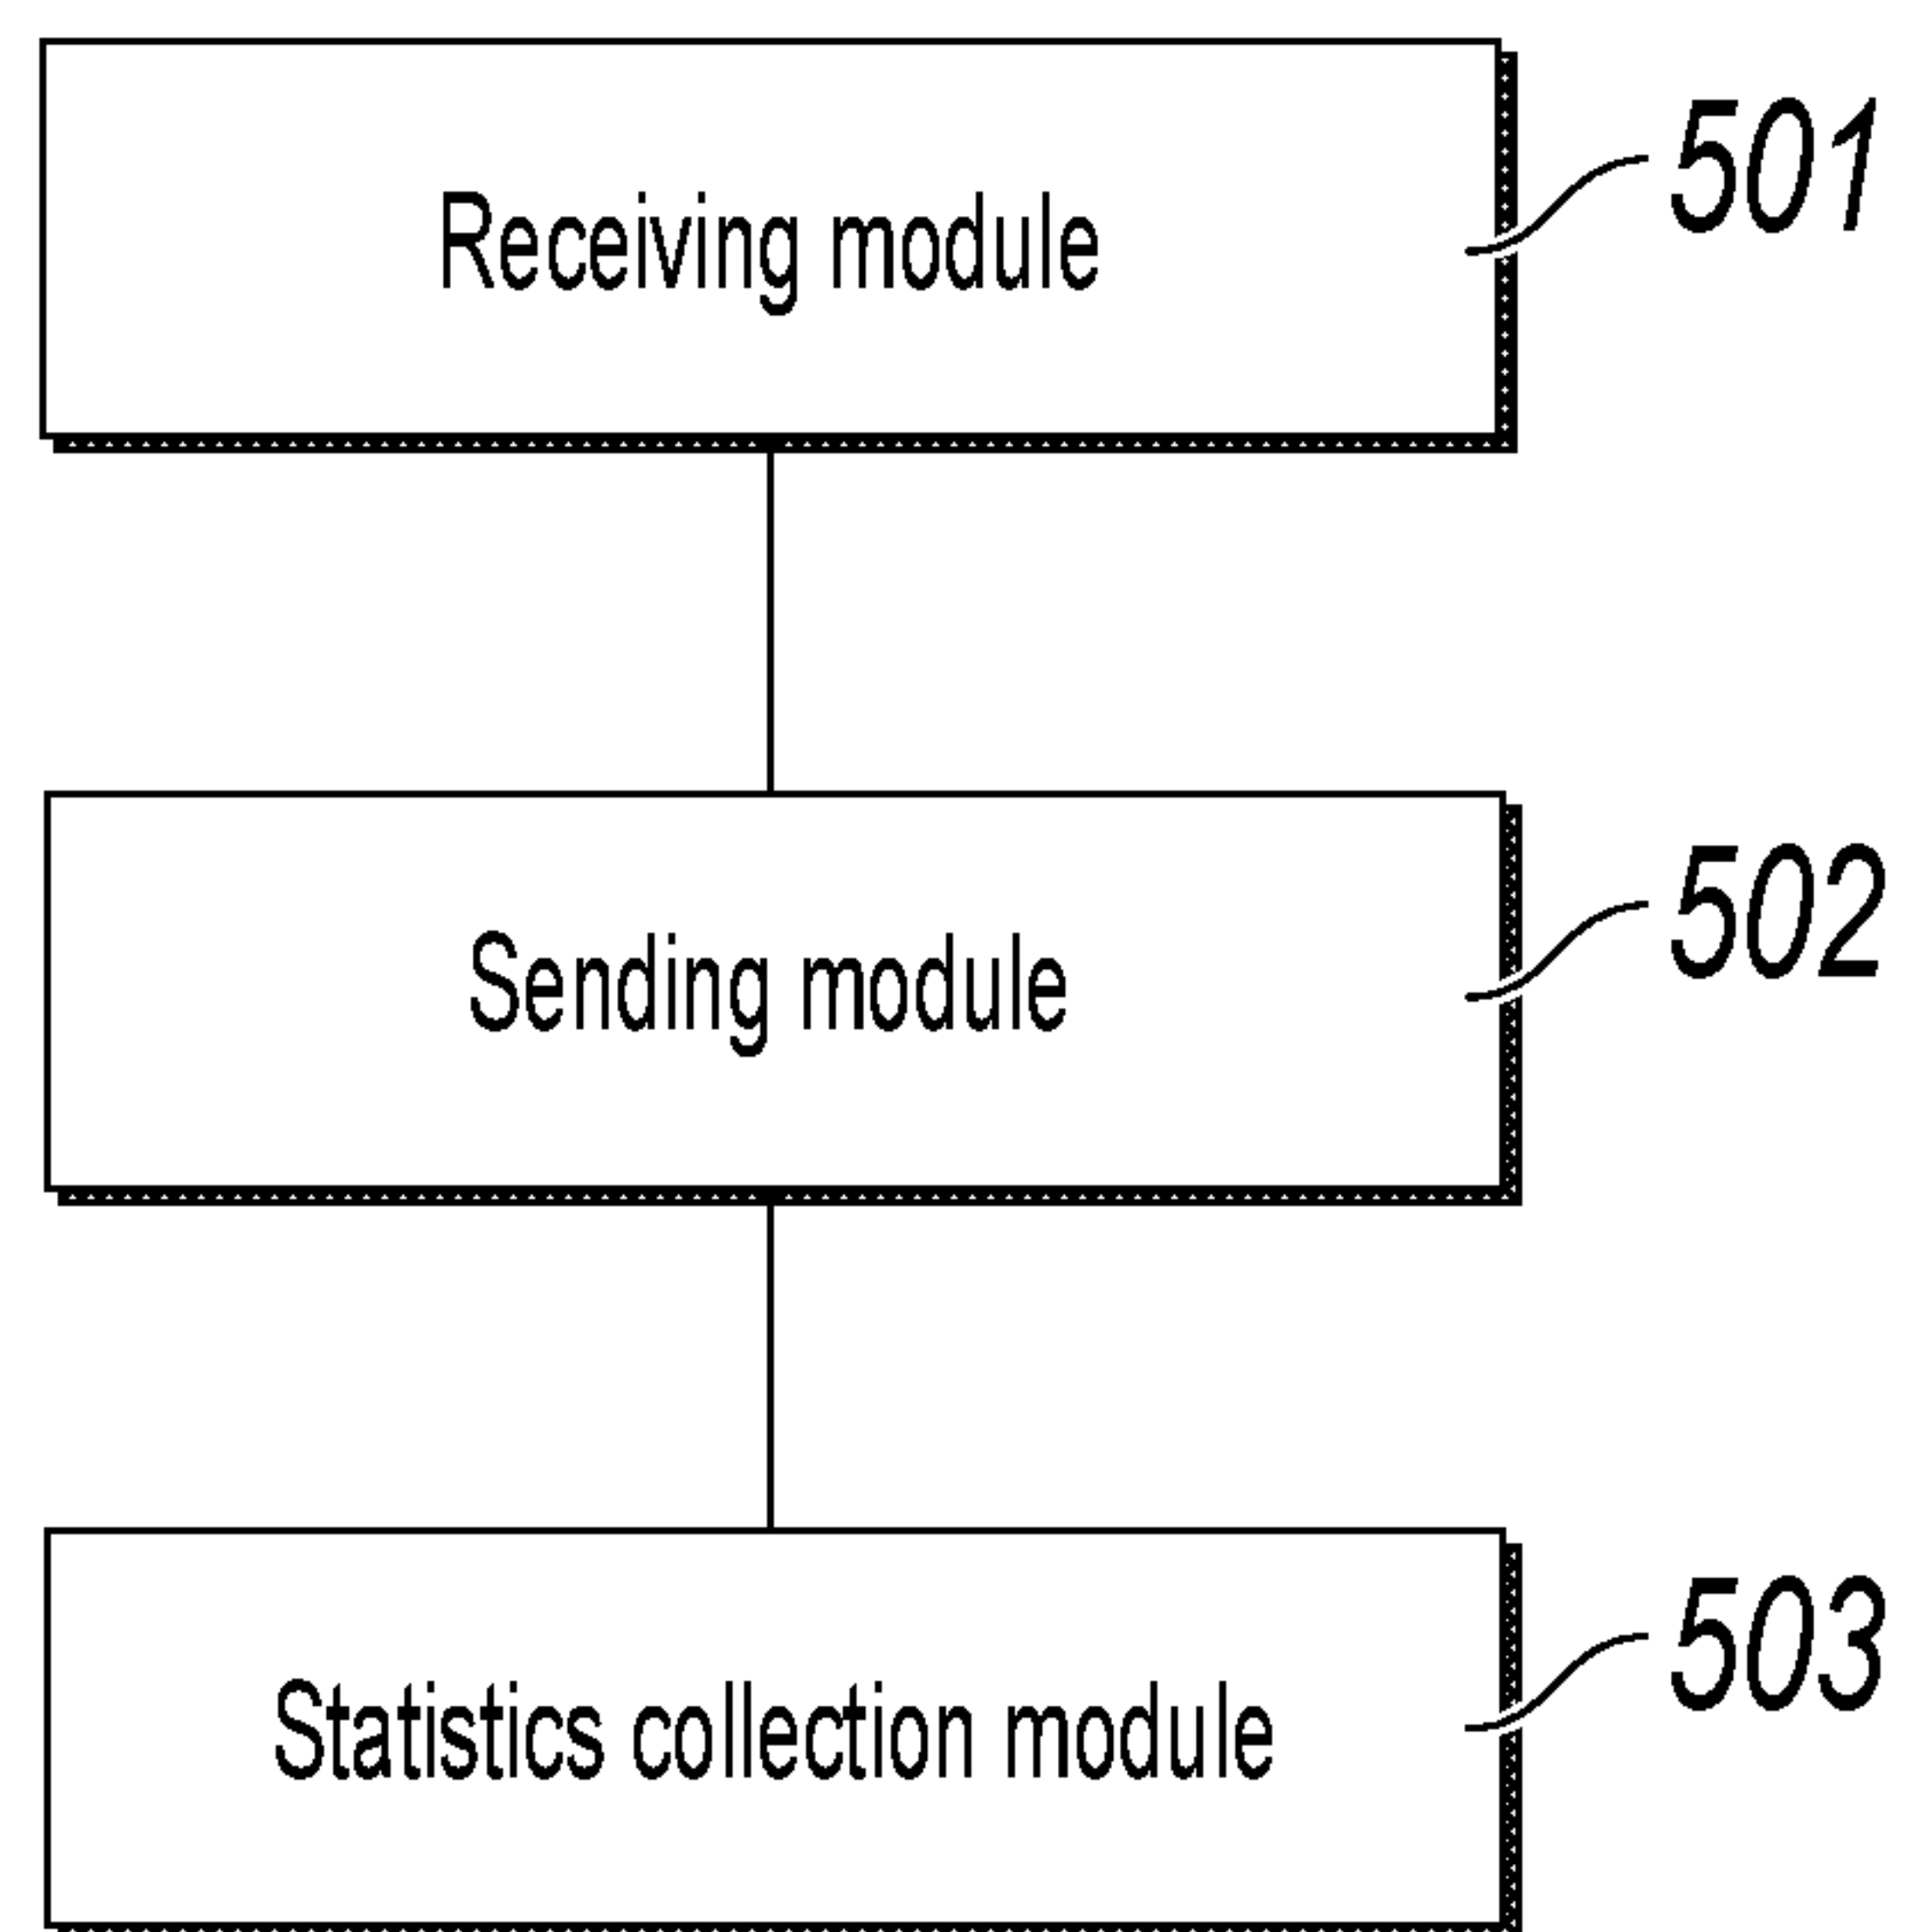 Receiving module
501
Sending module
502
Statistics collection module
503